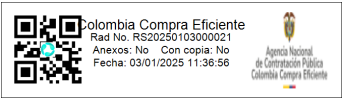 Colombia Compra Eficiente
Rad No. RS20250103000021
Anexos: No Con copia: No
Fecha: 03/01/2025 11:36:56
Agencia Nacional
de Contratación Pública
Colombia Compra Eficiente